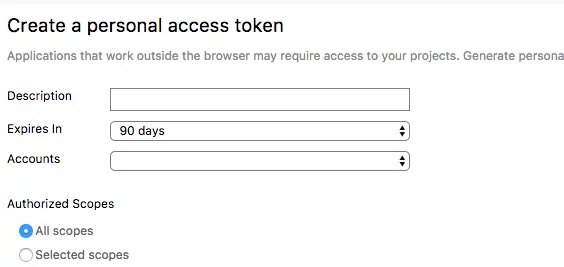 Create a personal access token
Applications that work outside the browser may require access to your projects. Generate
Description
Expires In
90 days
Accounts
Authorized Scopes
All scopes
Selected scopes